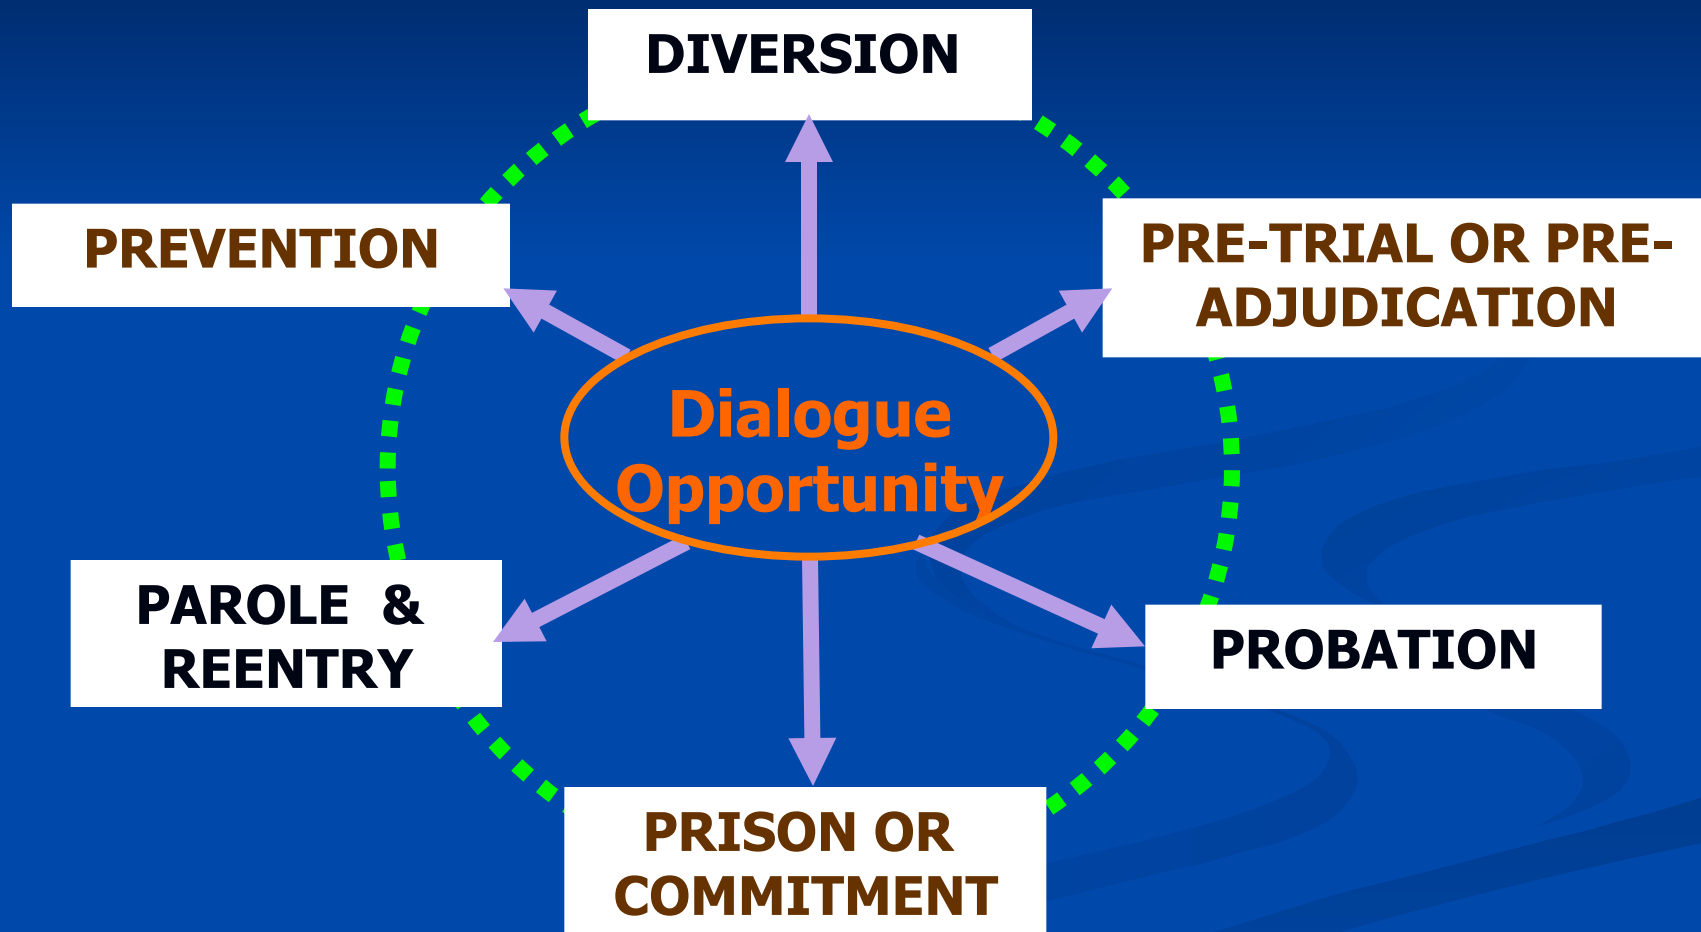 DIVERSION
PREVENTION
PRE-TRIAL OR PRE-
ADJUDICATION
Dialogue
Opportunity
PAROLE &
REENTRY
PROBATION
PRISON OR
COMMITMENT